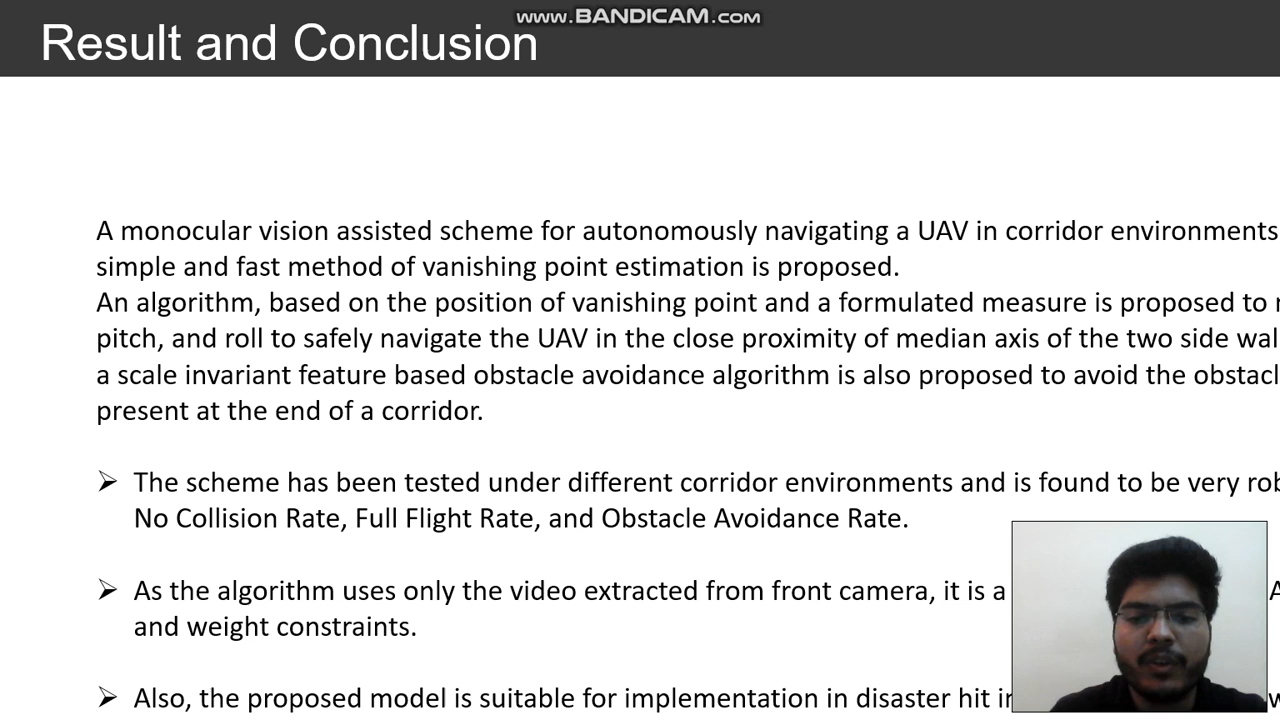 www.BANDICAM.com
Result and Conclusion
A monocular vision assisted scheme for autonomously navigating a UAV in corridor environments
simple and fast method of vanishing point estimation is proposed.
An algorithm, based on the position of vanishing point and a formulated measure is proposed to
pitch, and roll to safely navigate the UAV in the close proximity of median axis of the two side
a scale invariant feature based obstacle avoidance algorithm is also proposed to avoid the
present at the end of a corridor.
➢ The scheme has been tested under different corridor environments and is found to be very
No Collision Rate, Full Flight Rate, and Obstacle Avoidance Rate.
➢ As the algorithm uses only the video extracted from front camera, it is a
and weight constraints.
➢ Also, the proposed model is suitable for implementation in disaster hit